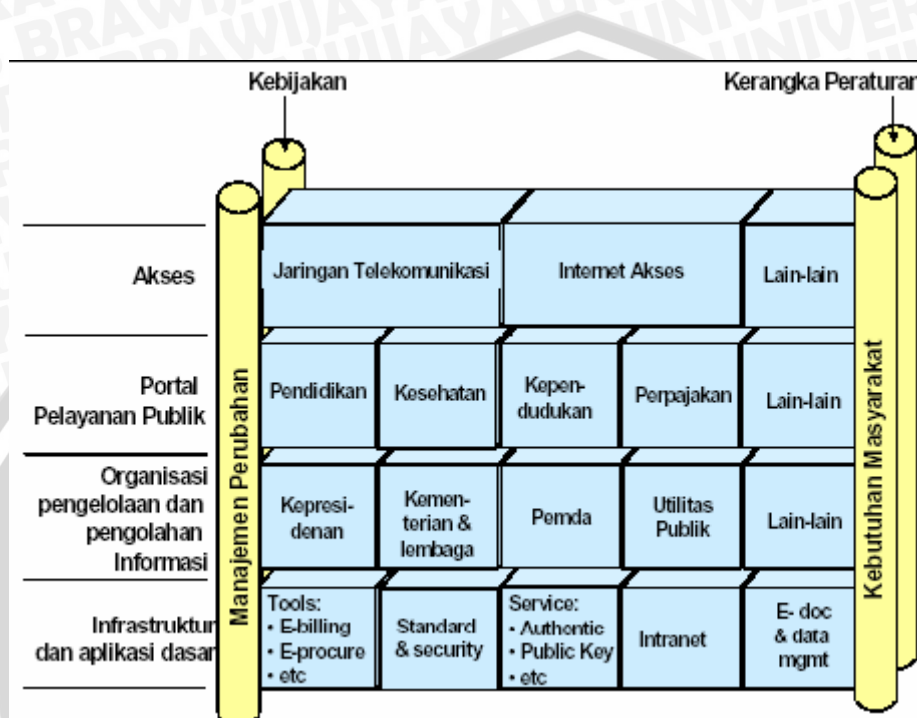 Kebijakan
Kerangka Peraturan
Akses
Jaringan Telekomunikasi
Internet Akses
Lain-lain
Portal
Pelayanan Publik
Pendidikan
Kesehatan
Kepen-
dudukan
Perpajakan
Lain-lain
Organisasi
pengelolaan dan
pengolahan
Informasi
Kepresi-
denan
Kemen-
terian &
lembaga
Pemda
Utilitas
Publik
Lain-lain
Infrastruktur
dan aplikasi dasar
Tools:
• E-billing
• E-procure
• etc
Standard
& security
Service:
• Authentic
• Public Key
• etc
Intranet
E- doc
& data
mgmt
Manajemen Perubahan
Kebutuhan Masyarakat
BRAWIJAYA